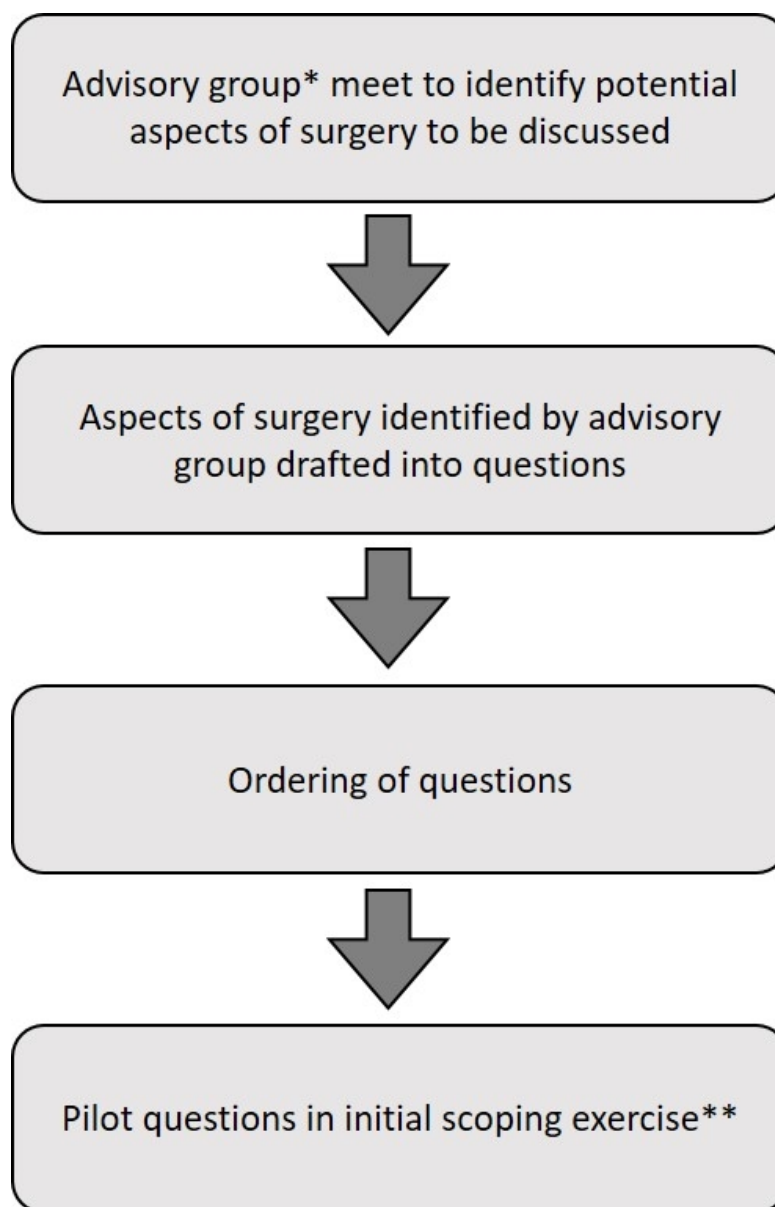 Advisory group* meet to identify potential
aspects of surgery to be discussed
Aspects of surgery identified by advisory
group drafted into questions
Ordering of questions
Pilot questions in initial scoping exercise**